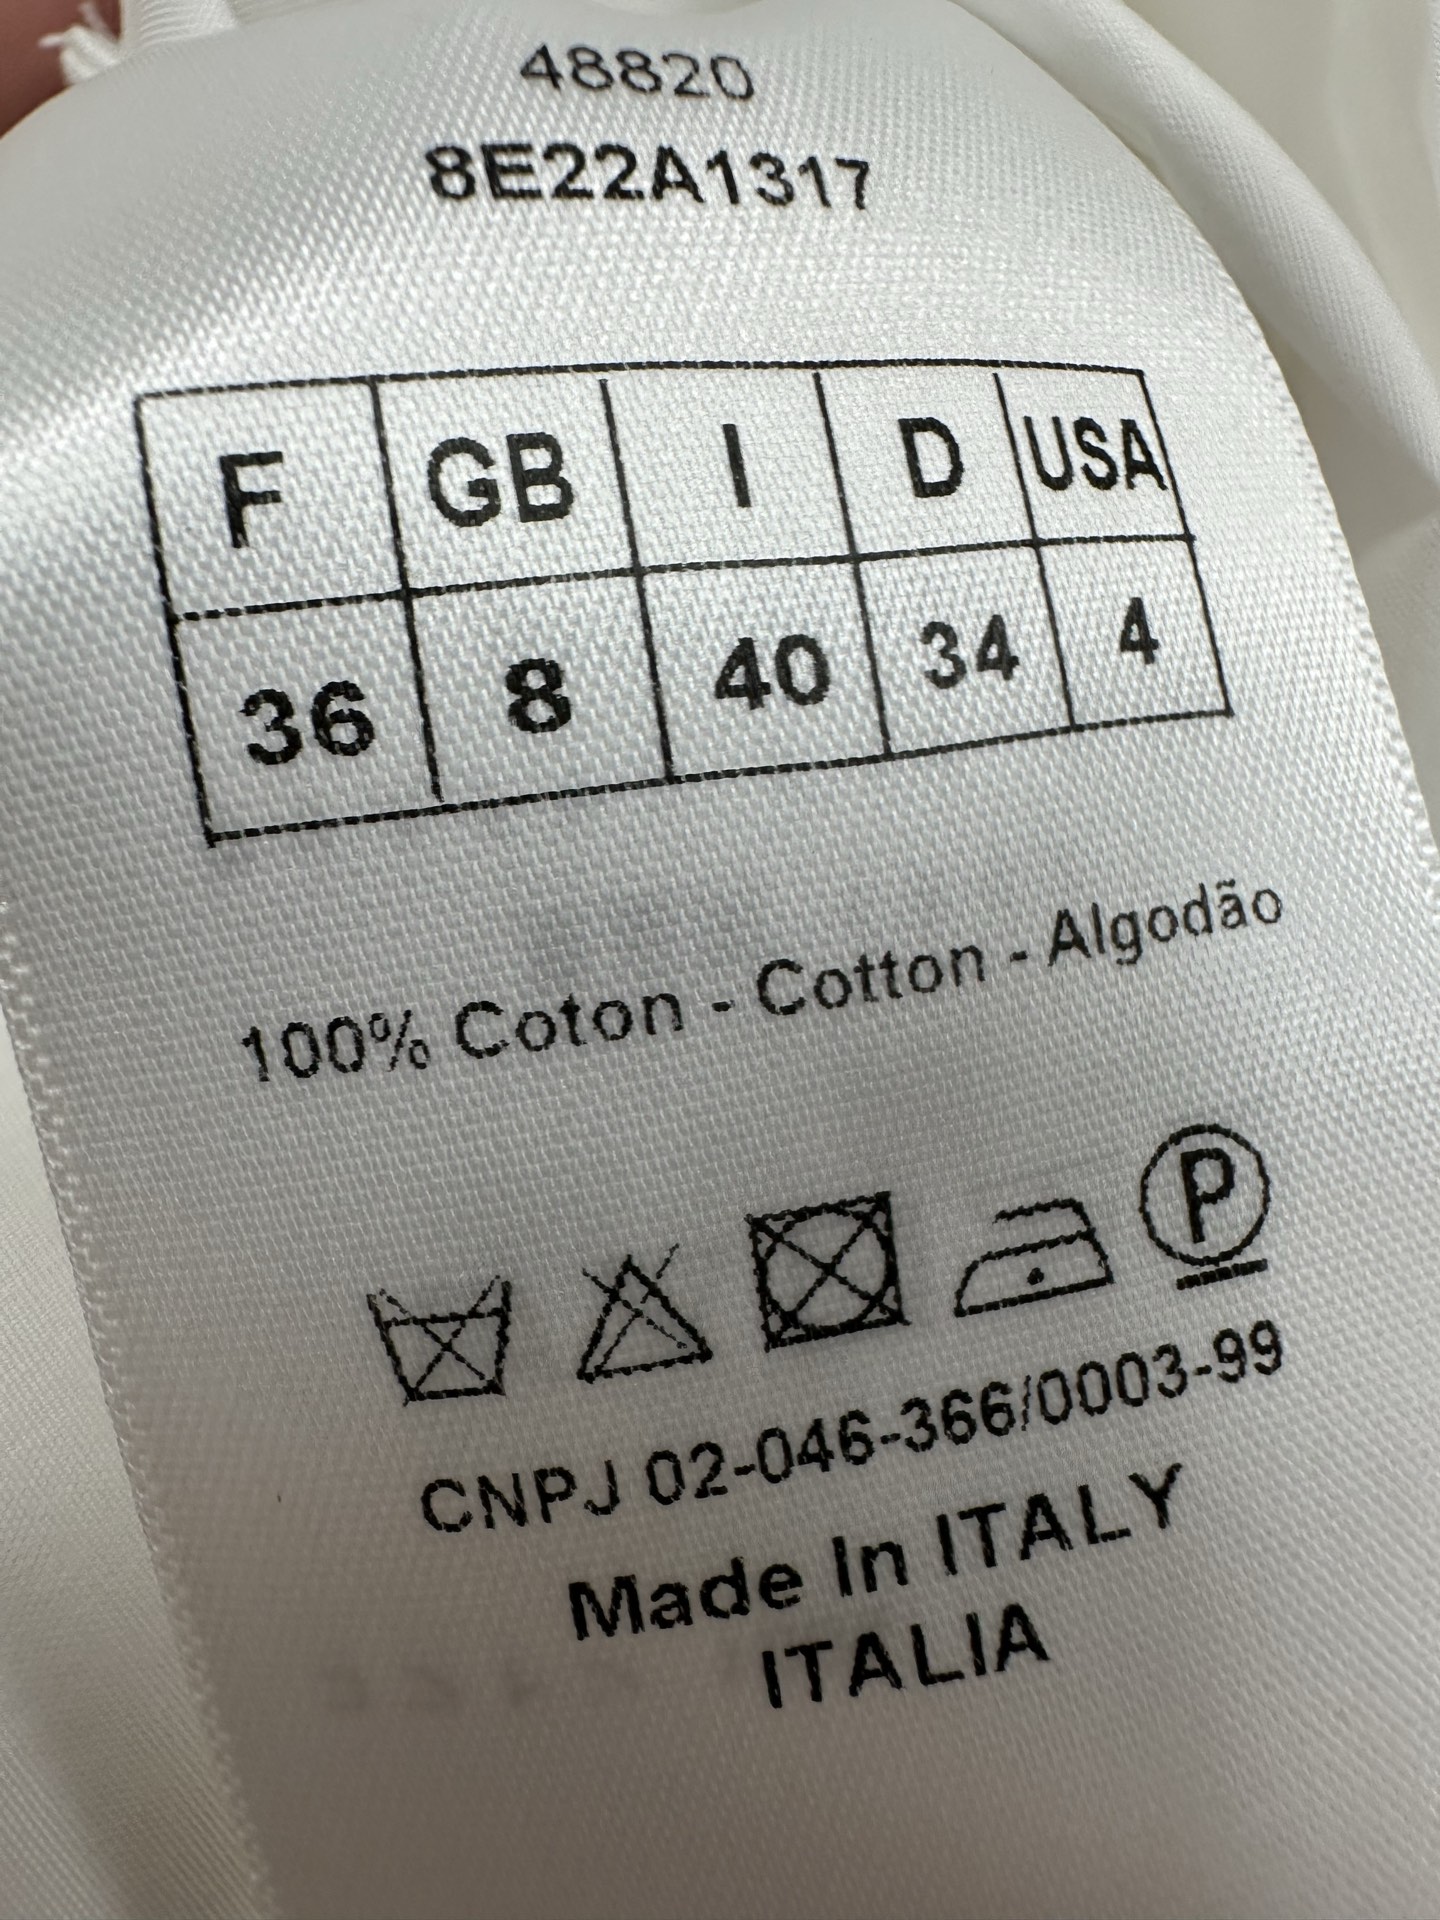 48820
8E22A1317
F GB I D USA
36 8 40 34 4
100% Coton - Cotton - Algodão
P
CNPJ 02-046-366/0003-99
Made In ITALY
ITALIA